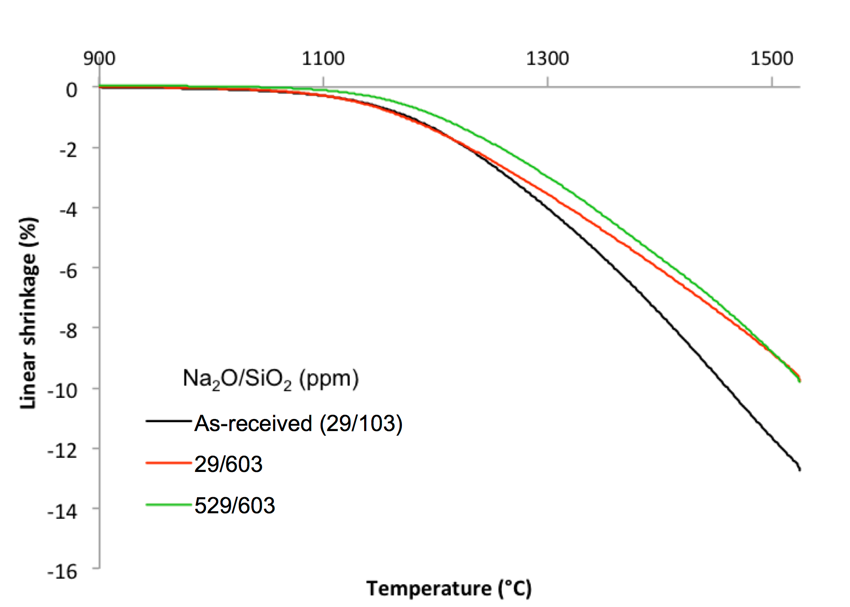 900 1100 1300 1500
0
-2
-4
-6
-8
-10
-12
-14
-16
Linear shrinkage (%)
Na₂O/SiO₂ (ppm)
As-received (29/103)
29/603
529/603
Temperature (°C)